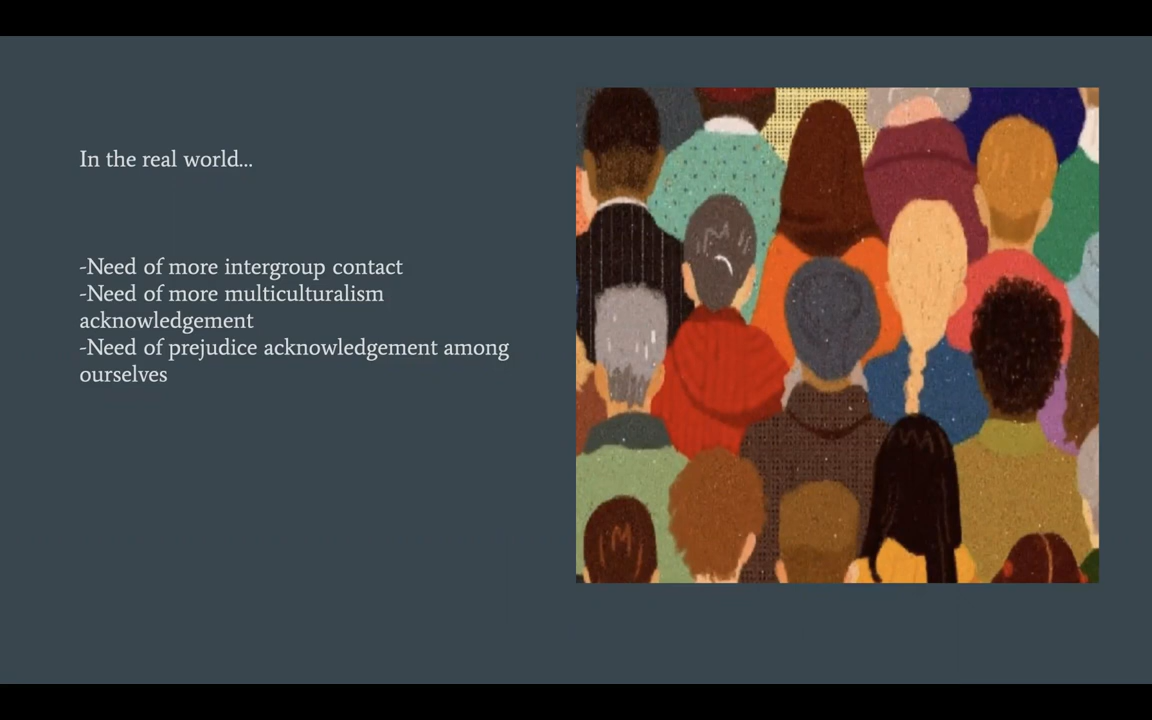 In the real world...
-Need of more intergroup contact
-Need of more multiculturalism
acknowledgement
-Need of prejudice acknowledgement among
ourselves